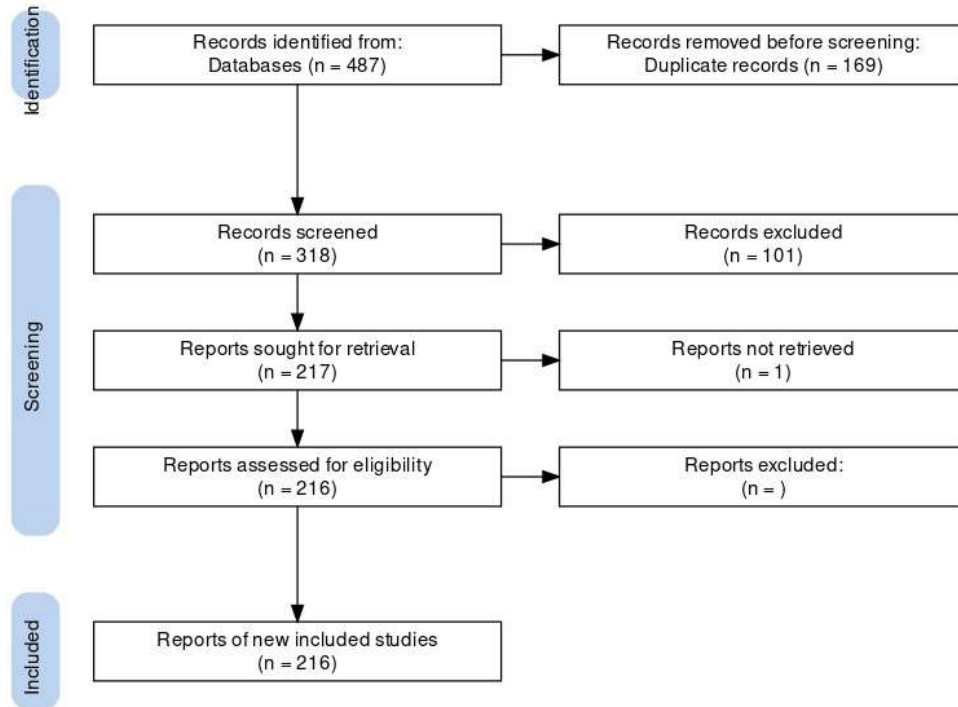 Identification
Records identified from:
Databases (n = 487)
Records removed before screening:
Duplicate records (n = 169)
Screening
Records screened
(n = 318)
Records excluded
(n = 101)
Reports sought for retrieval
(n = 217)
Reports not retrieved
(n = 1)
Reports assessed for eligibility
(n = 216)
Reports excluded:
(n = )
Included
Reports of new included studies
(n = 216)